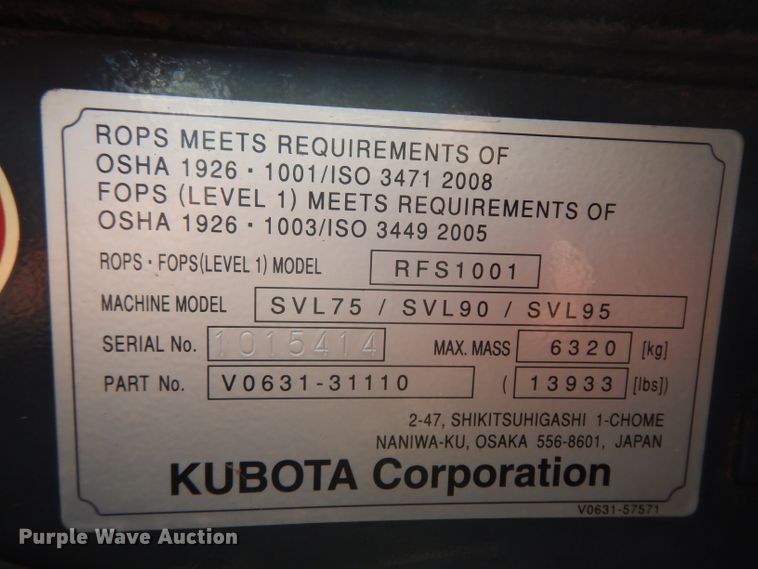 ROPS MEETS REQUIREMENTS OF
OSHA 1926・1001/ISO 3471 2008
FOPS (LEVEL 1) MEETS REQUIREMENTS OF
OSHA 1926・1003/ISO 3449 2005
ROPS・FOPS(LEVEL 1) MODEL RFS1001
MACHINE MODEL SVL75 / SVL90 / SVL95
SERIAL No. 1015414 MAX. MASS 6320 [kg]
PART No. V0631-31110 ( 13933 [lbs])
2-47, SHIKITSUHIGASHI 1-CHOME
NANIWA-KU, OSAKA 556-8601, JAPAN
KUBOTA Corporation
V0631-57571
Purple Wave Auction